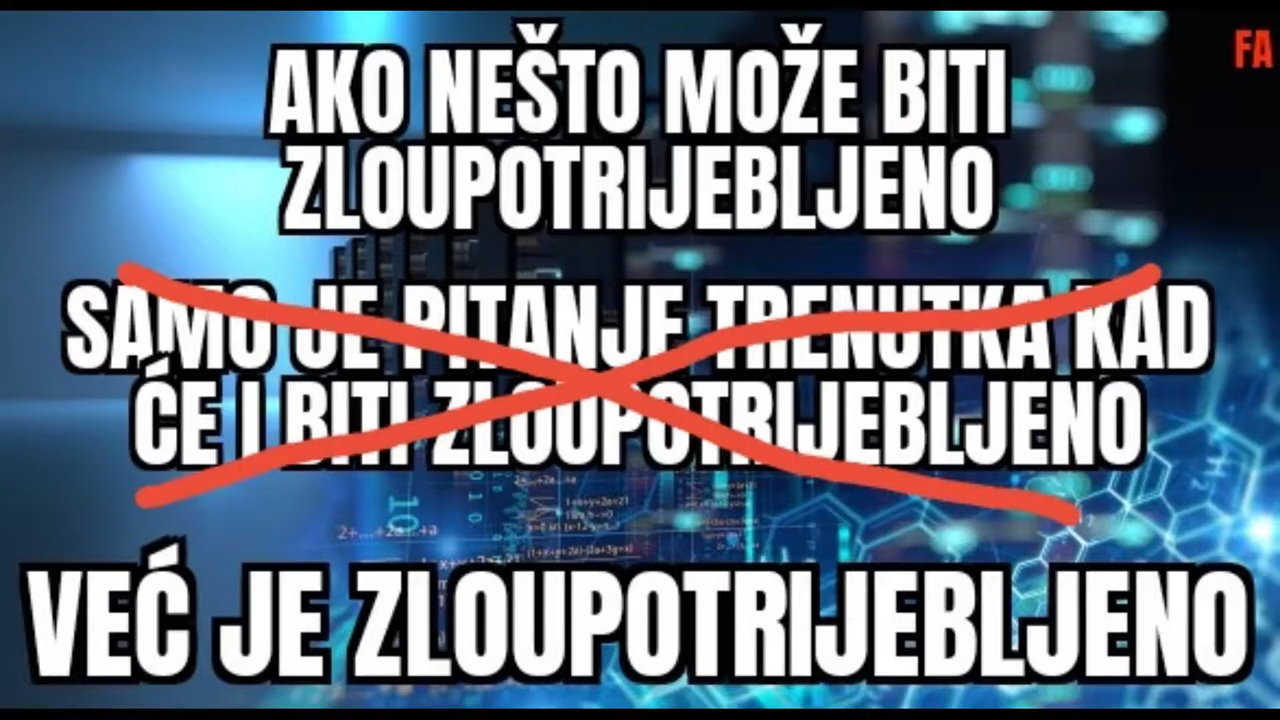 AKO NEŠTO MOŽE BITI
FA
ZLOUPOTRIJEBLJENO
SAMO JE PITANJE TRENUTKA KAD
ĆE I BITI ZLOUPOTRIJEBLJENO
VEĆ JE ZLOUPOTRIJEBLJENO